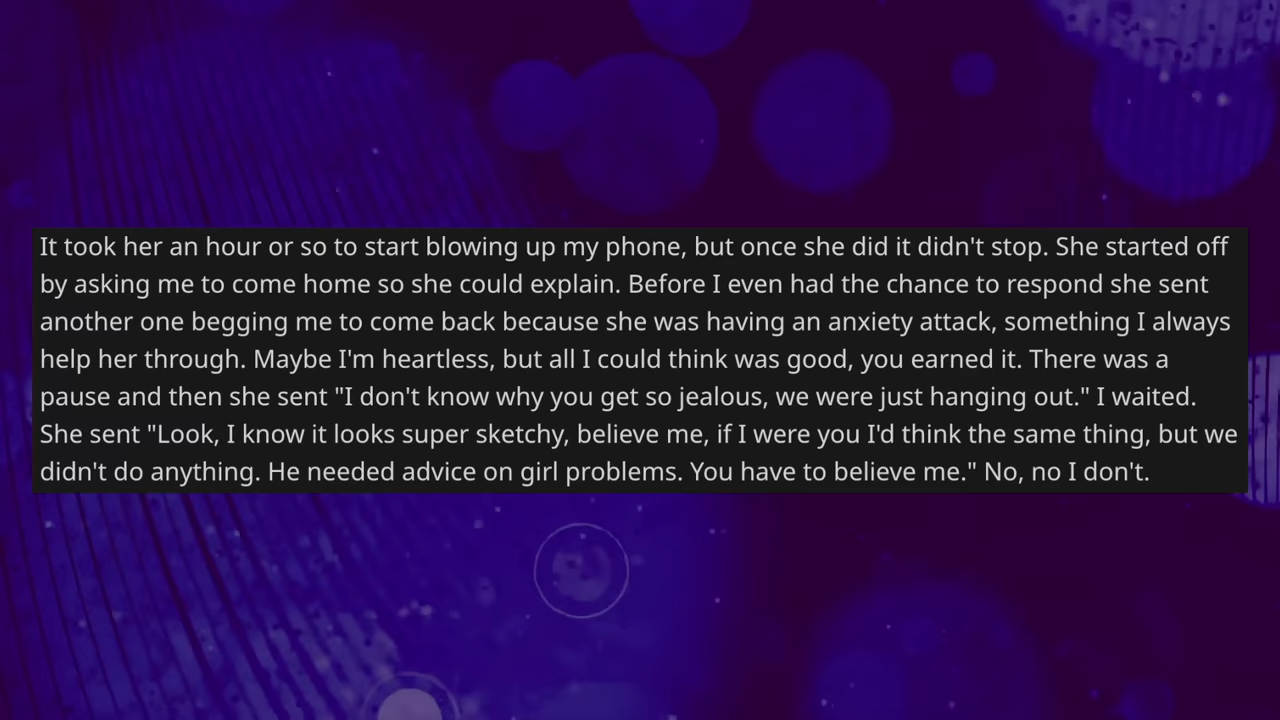 It took her an hour or so to start blowing up my phone, but once she did it didn't stop. She started off
by asking me to come home so she could explain. Before I even had the chance to respond she sent
another one begging me to come back because she was having an anxiety attack, something I always
help her through. Maybe I'm heartless, but all I could think was good, you earned it. There was a
pause and then she sent "I don't know why you get so jealous, we were just hanging out." I waited.
She sent "Look, I know it looks super sketchy, believe me, if I were you I'd think the same thing, but we
didn't do anything. He needed advice on girl problems. You have to believe me." No, no I don't.